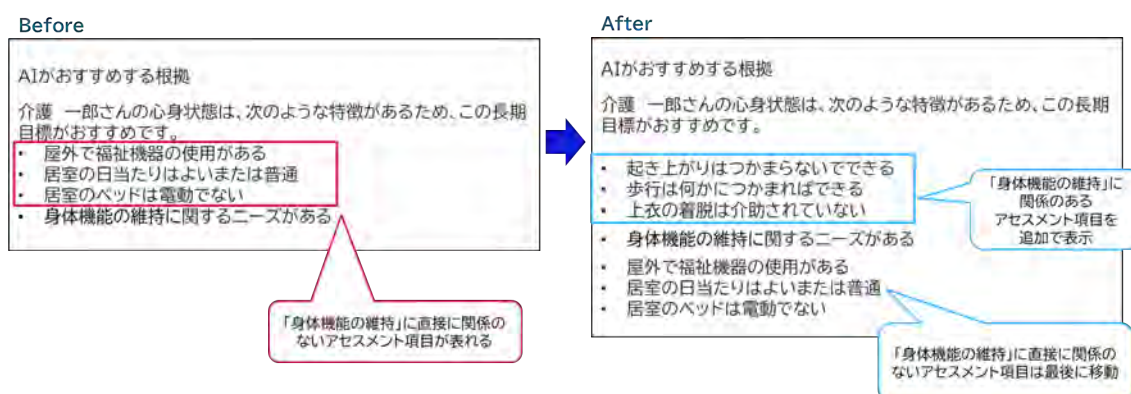 Before
AIがおすすめする根拠
介護　一郎さんの心身状態は、次のような特徴があるため、この長期
目標がおすすめです。
・ 屋外で福祉機器の使用がある
・ 居室の日当たりはよいまたは普通
・ 居室のベッドは電動でない
・ 身体機能の維持に関するニーズがある
「身体機能の維持」に直接に関係の
ないアセスメント項目が表れる
After
AIがおすすめする根拠
介護　一郎さんの心身状態は、次のような特徴があるため、この長期
目標がおすすめです。
・ 起き上がりはつかまらないでできる
・ 歩行は何かにつかまればできる
・ 上衣の着脱は介助されていない
・ 身体機能の維持に関するニーズがある
・ 屋外で福祉機器の使用がある
・ 居室の日当たりはよいまたは普通
・ 居室のベッドは電動でない
「身体機能の維持」に
関係のある
アセスメント項目を
追加で表示
「身体機能の維持」に直接に関係の
ないアセスメント項目は最後に移動